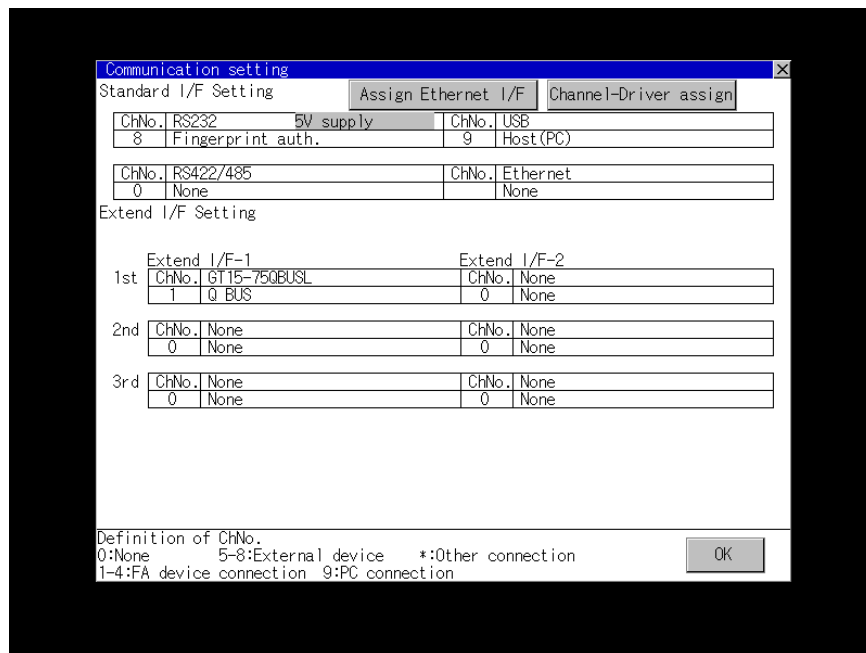 Communication setting
Standard I/F Setting Assign Ethernet I/F Channel-Driver assign
ChNo. RS232 5V supply ChNo. USB
8 Fingerprint auth. 9 Host(PC)
ChNo. RS422/485 ChNo. Ethernet
0 None None
Extend I/F Setting
Extend I/F-1 Extend I/F-2
1st ChNo. GT15-75QBUSL ChNo. None
1 Q BUS 0 None
2nd ChNo. None ChNo. None
0 None 0 None
3rd ChNo. None ChNo. None
0 None 0 None
Definition of ChNo.
0:None 5-8:External device *:Other connection OK
1-4:FA device connection 9:PC connection